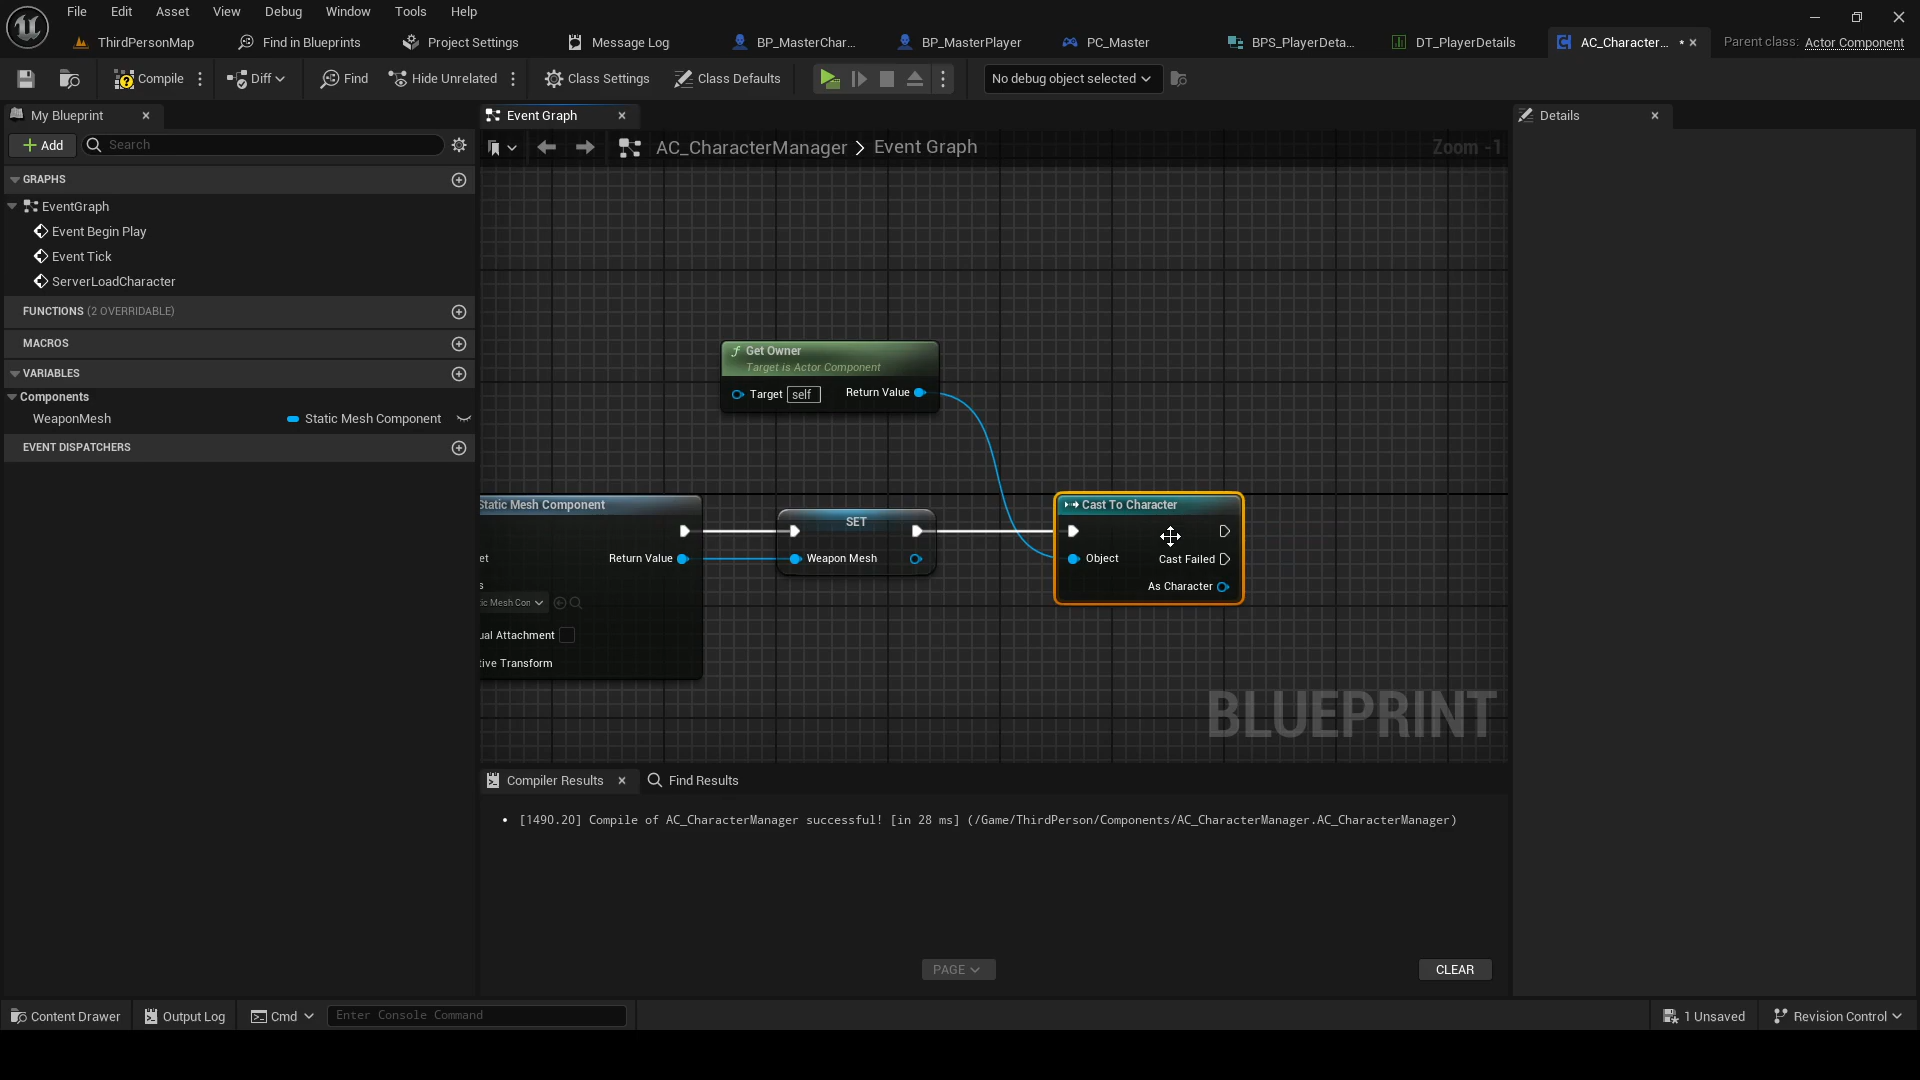 File Edit Asset View Debug Window Tools Help
ThirdPersonMap Find in Blueprints Project Settings Message Log BP_MasterChar... BP_MasterPlayer PC_Master BPS_PlayerDeta... DT_PlayerDetails AC_Character... Parent class: Actor Component
Compile Diff Find Hide Unrelated Class Settings Class Defaults No debug object selected
My Blueprint
Event Graph
Details
Add Search
AC_CharacterManager > Event Graph
Zoom -1
GRAPHS
EventGraph
Event Begin Play
Event Tick
ServerLoadCharacter
FUNCTIONS (2 OVERRIDABLE)
MACROS
VARIABLES
Components
WeaponMesh Static Mesh Component
EVENT DISPATCHERS
Get Owner
Target is Actor Component
Target self Return Value
Static Mesh Component
et Return Value
s
ic Mesh Con
ual Attachment
tive Transform
SET
Weapon Mesh
Cast To Character
Object Cast Failed
As Character
BLUEPRINT
Compiler Results Find Results
[1490.20] Compile of AC_CharacterManager successful! [in 28 ms] (/Game/ThirdPerson/Components/AC_CharacterManager.AC_CharacterManager)
PAGE CLEAR
Content Drawer Output Log Cmd Enter Console Command 1 Unsaved Revision Control